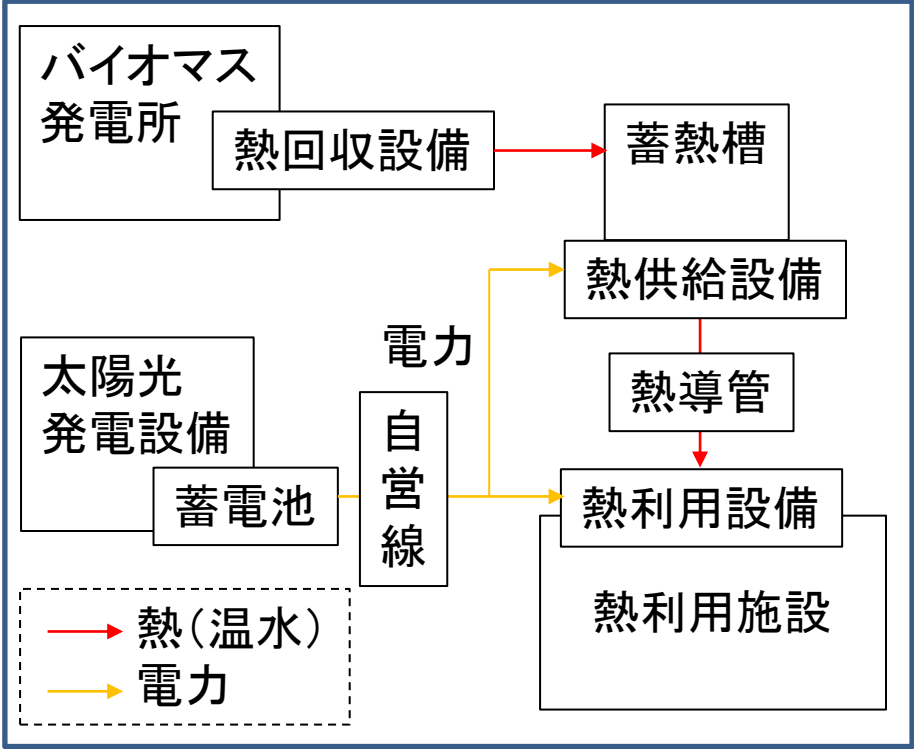 バイオマス
発電所
熱回収設備
蓄熱槽
熱供給設備
電力
熱導管
太陽光
発電設備
蓄電池
自
営
線
熱利用設備
熱利用施設
熱(温水)
電力